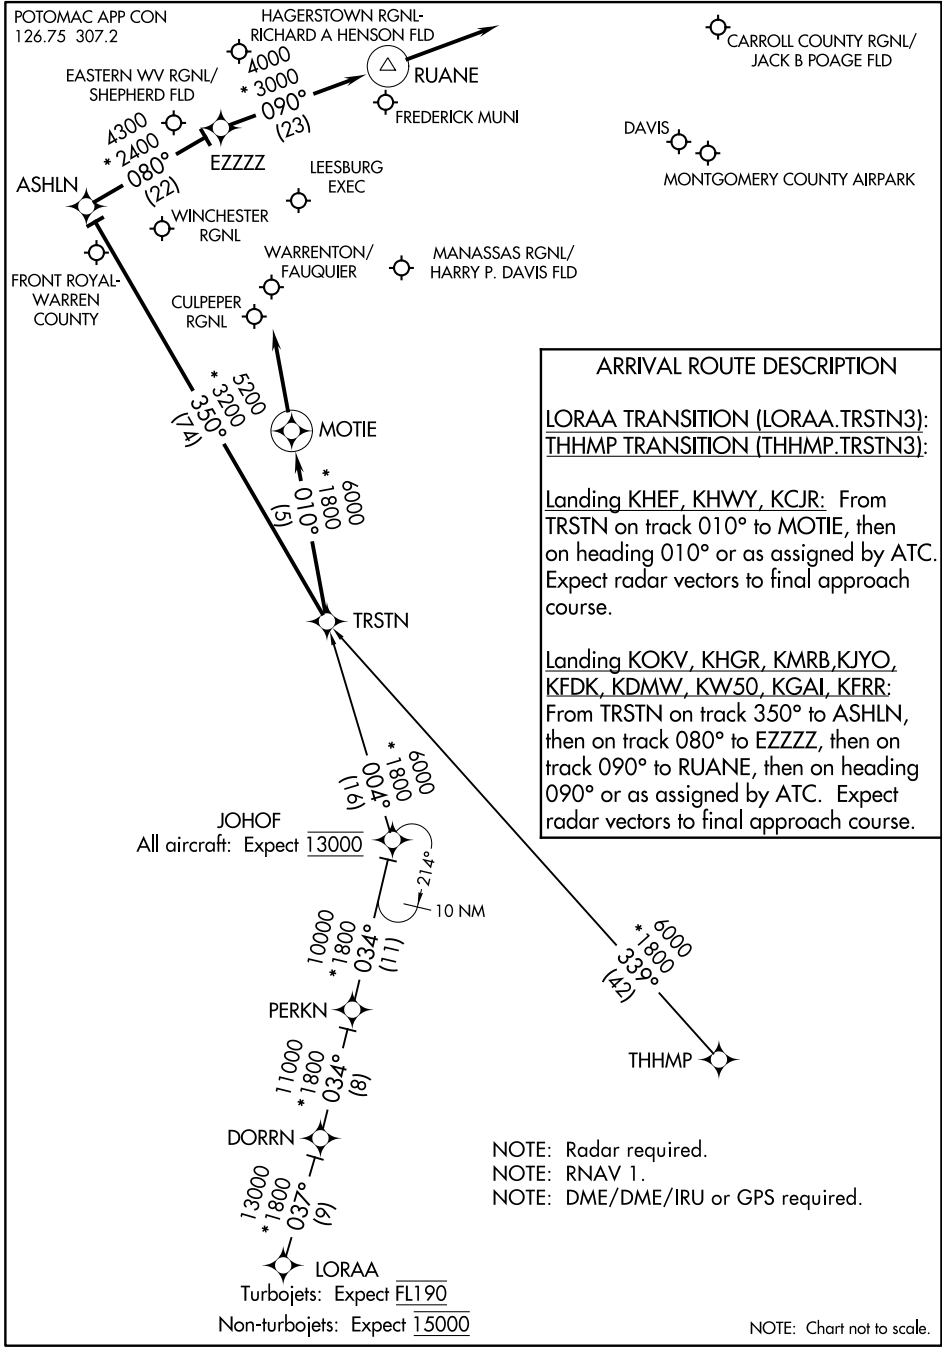 POTOMAC APP CON
126.75 307.2
HAGERSTOWN RGNL-
RICHARD A HENSON FLD
CARROLL COUNTY RGNL/
JACK B POAGE FLD
EASTERN WV RGNL/
SHEPHERD FLD
4000
* 3000
090°
(23)
RUANE
FREDERICK MUNI
4300
* 2400
080°
(22)
EZZZZ
DAVIS
MONTGOMERY COUNTY AIRPARK
ASHLN
LEESBURG
EXEC
WINCHESTER
RGNL
WARRENTON/
FAUQUIER
MANASSAS RGNL/
HARRY P. DAVIS FLD
FRONT ROYAL-
WARREN
COUNTY
CULPEPER
RGNL
5200
* 3200
350°
(74)
MOTIE
6000
* 1800
010°
(5)
TRSTN
ARRIVAL ROUTE DESCRIPTION
LORAA TRANSITION (LORAA.TRSTN3):
THHMP TRANSITION (THHMP.TRSTN3):
Landing KHEF, KHWY, KCJR: From
TRSTN on track 010° to MOTIE, then
on heading 010° or as assigned by ATC.
Expect radar vectors to final approach
course.
Landing KOKV, KHGR, KMRB,KJYO,
KFDK, KDMW, KW50, KGAI, KFRR:
From TRSTN on track 350° to ASHLN,
then on track 080° to EZZZZ, then on
track 090° to RUANE, then on heading
090° or as assigned by ATC. Expect
radar vectors to final approach course.
6000
* 1800
004°
(16)
JOHOF
All aircraft: Expect 13000
214°
10 NM
10000
* 1800
034°
(11)
6000
*1800
339°
(42)
PERKN
THHMP
11000
*1800
034°
(8)
DORRN
13000
*1800
037°
(9)
NOTE: Radar required.
NOTE: RNAV 1.
NOTE: DME/DME/IRU or GPS required.
LORAA
Turbojets: Expect FL190
Non-turbojets: Expect 15000
NOTE: Chart not to scale.